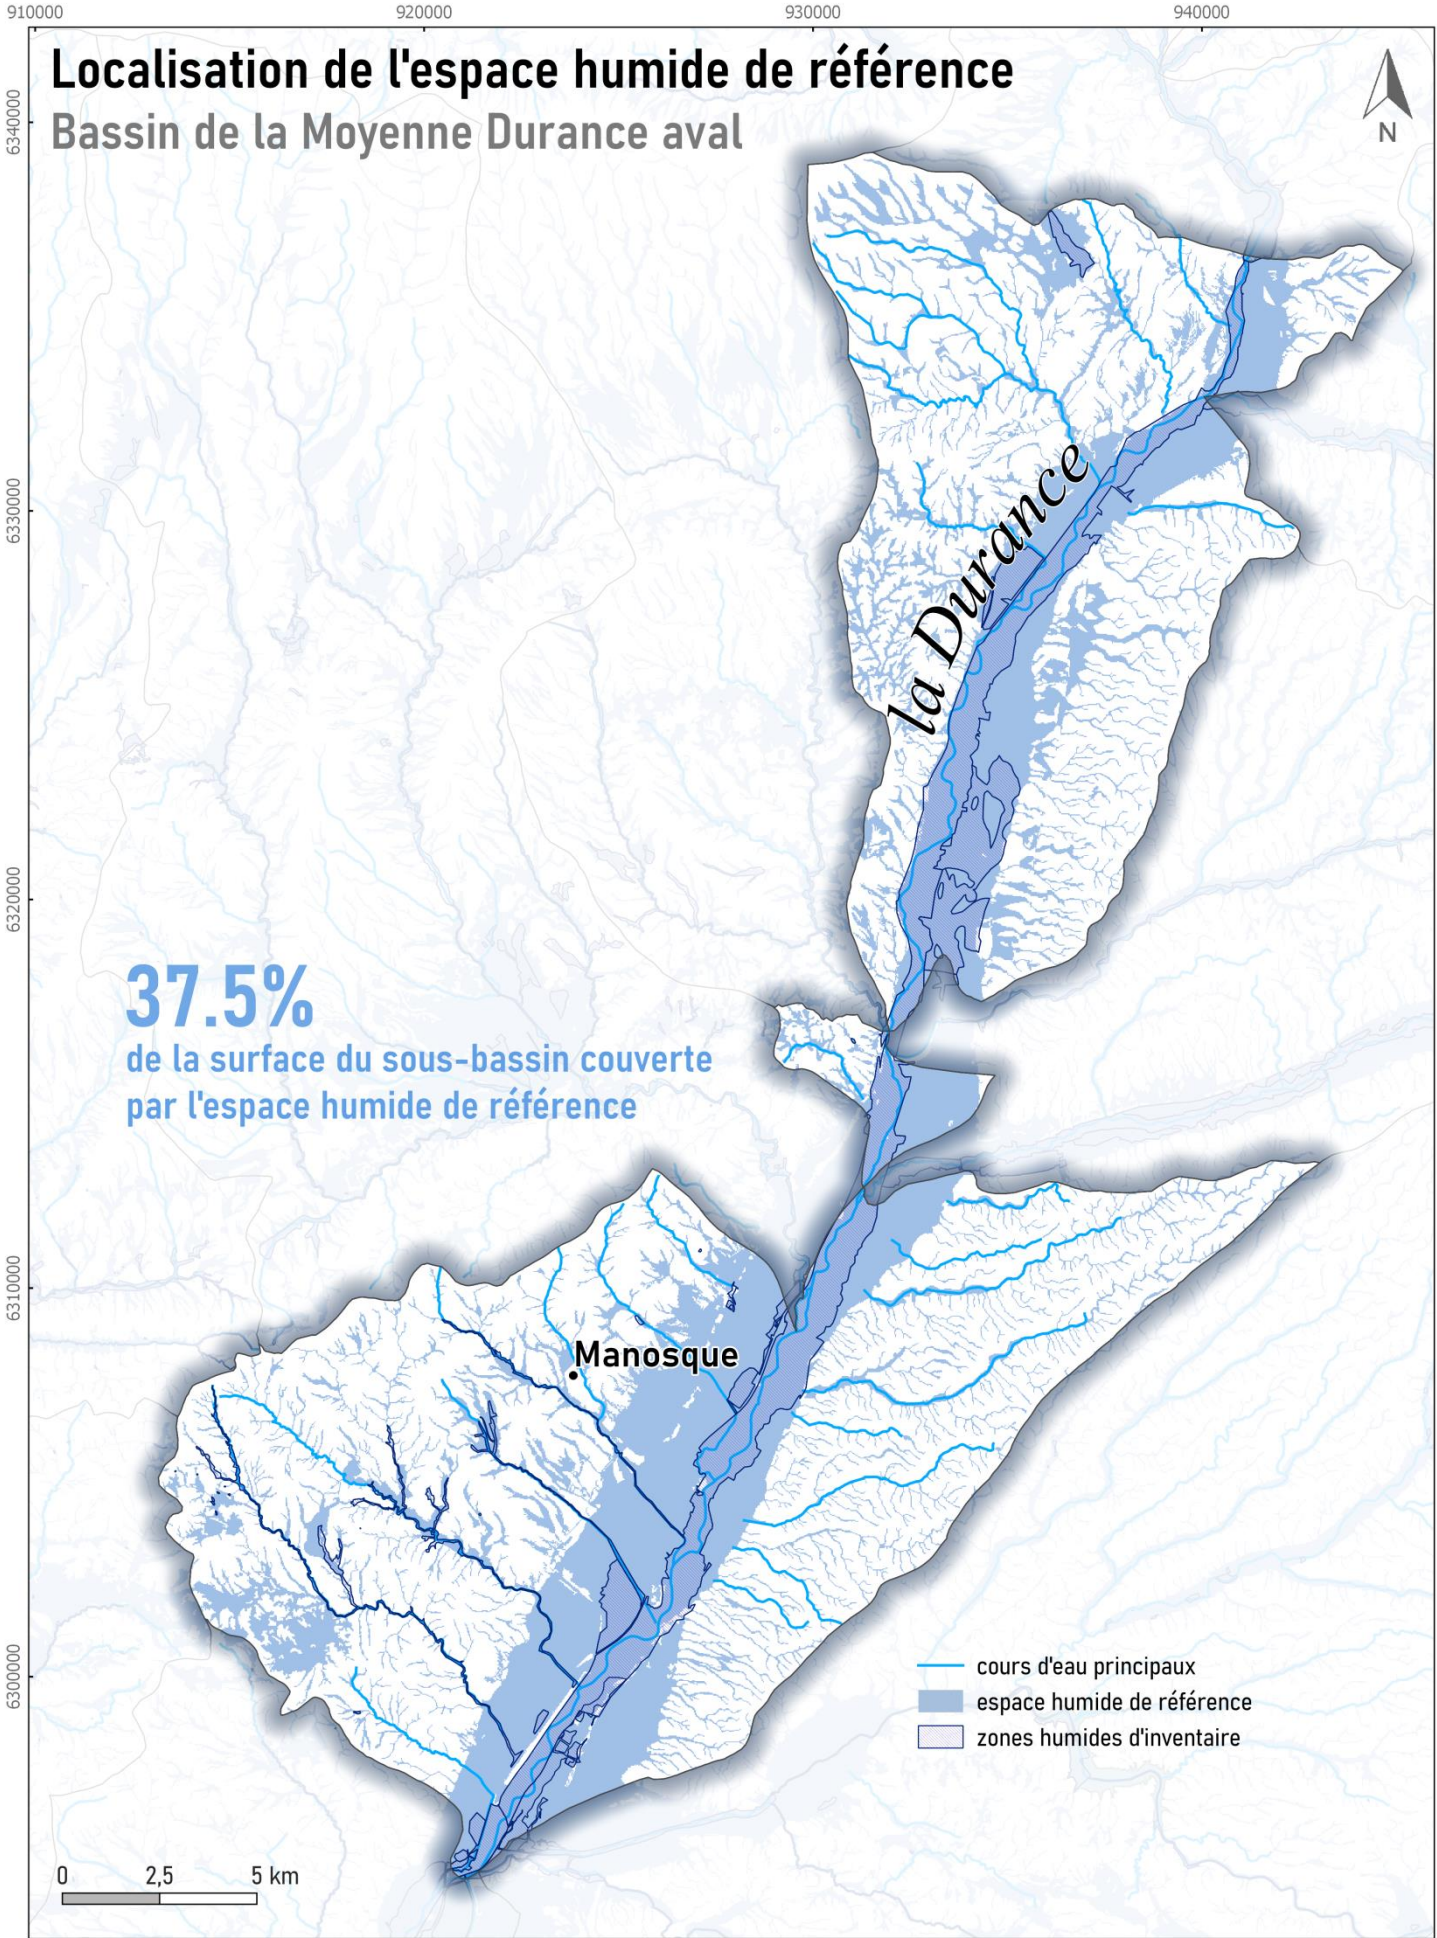 910000 920000 930000 940000
Localisation de l'espace humide de référence
Bassin de la Moyenne Durance aval
N
6340000
6330000
la Durance
6320000
37.5%
de la surface du sous-bassin couverte
par l'espace humide de référence
6310000
Manosque
6300000
cours d'eau principaux
espace humide de référence
zones humides d'inventaire
0 2,5 5 km